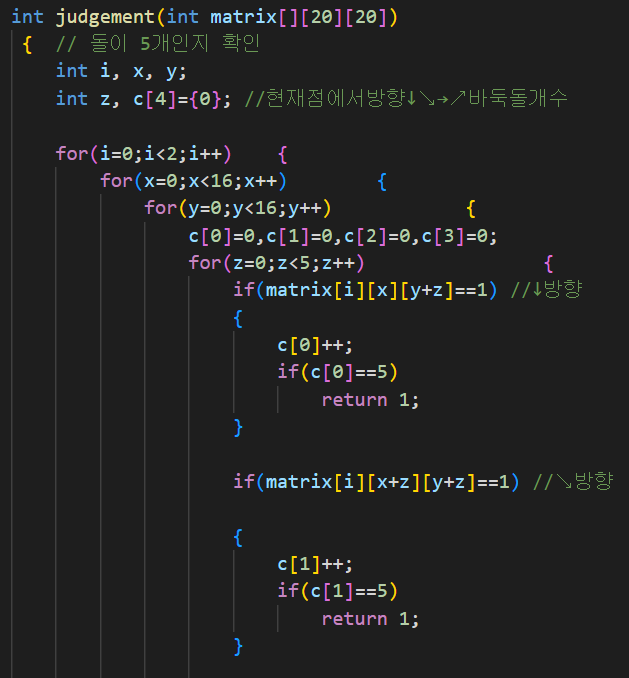 int judgement(int matrix[][20][20])
{ // 돌이 5개인지 확인
int i, x, y;
int z, c[4]={0}; //현재점에서방향↓↘→↗바둑돌개수
for(i=0;i<2;i++) {
for(x=0;x<16;x++) {
for(y=0;y<16;y++) {
c[0]=0,c[1]=0,c[2]=0,c[3]=0;
for(z=0;z<5;z++) {
if(matrix[i][x][y+z]==1) //↓방향
{
c[0]++;
if(c[0]==5)
return 1;
}
if(matrix[i][x+z][y+z]==1) //↘방향
{
c[1]++;
if(c[1]==5)
return 1;
}